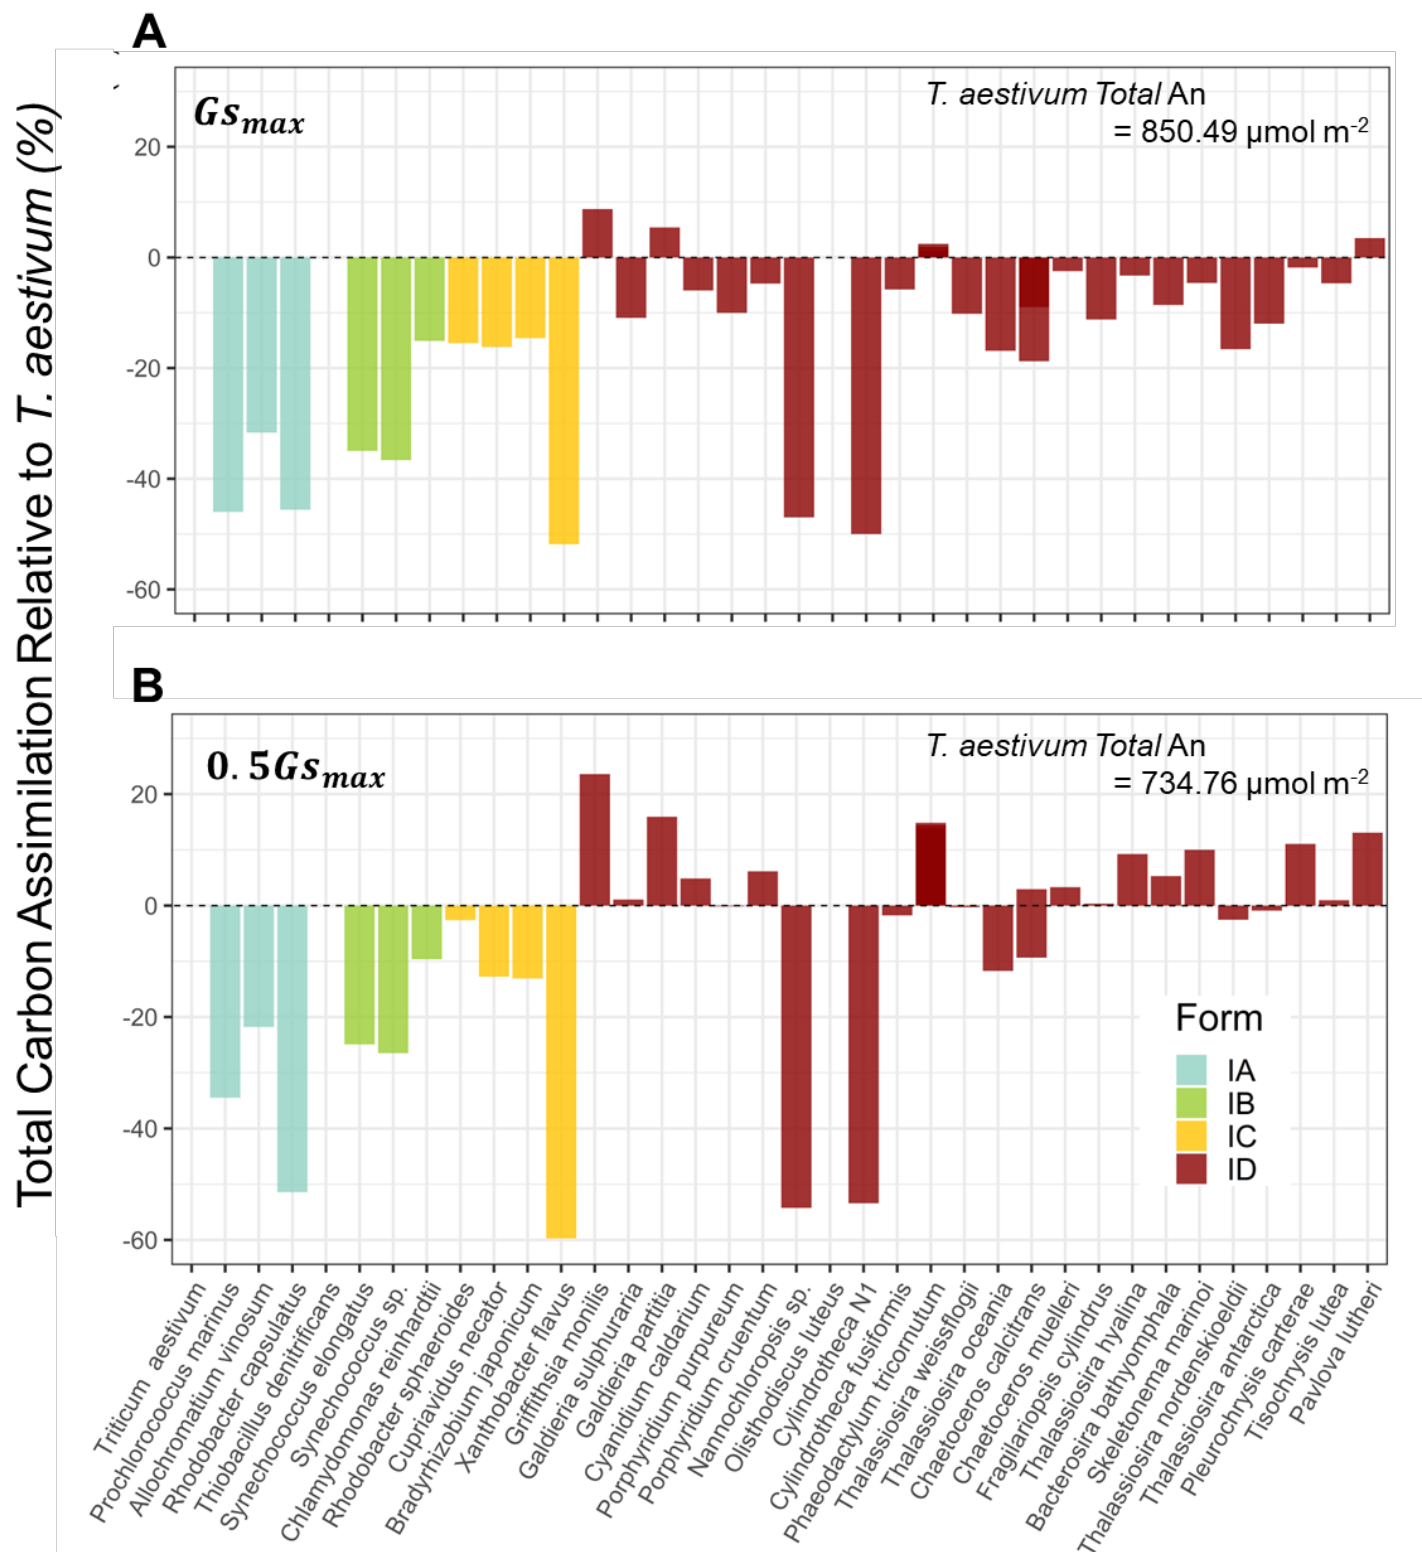 A
Total Carbon Assimilation Relative to T. aestivum (%)
Gsmax
T. aestivum Total An
= 850.49 µmol m-2
20
0
-20
-40
-60
B
0.5Gsmax
T. aestivum Total An
= 734.76 µmol m-2
20
0
-20
-40
-60
Form
IA
IB
IC
ID
Triticum aestivum
Prochlorococcus marinus
Allochromatium vinosum
Rhodobacter capsulatus
Thiobacillus denitrificans
Synechococcus elongatus
Synechococcus sp.
Chlamydomonas reinhardtii
Rhodobacter sphaeroides
Cupriavidus necator
Bradyrhizobium japonicum
Xanthobacter flavus
Griffithsia monilis
Galdieria sulphuraria
Galdieria partitia
Cyanidium caldarium
Porphyridium purpureum
Porphyridium cruentum
Nannochloropsis sp.
Olisthodiscus luteus
Cylindrotheca N1
Cylindrotheca fusiformis
Phaeodactylum tricornutum
Thalassiosira weissflogii
Thalassiosira oceania
Chaetoceros calcitrans
Chaetoceros muelleri
Fragilariopsis cylindrus
Thalassiosira hyalina
Bacterosira bathyomphala
Skeletonema marinoi
Thalassiosira nordenskioeldii
Thalassiosira antarctica
Pleurochrysis carterae
Tisochrysis lutea
Pavlova lutheri